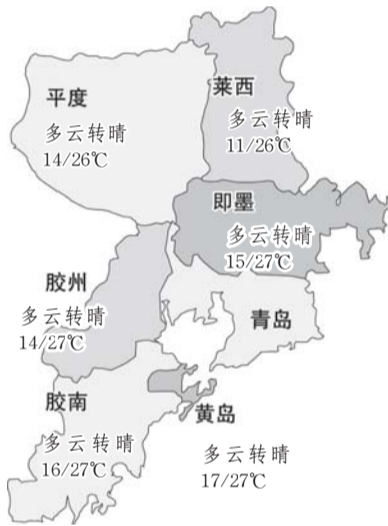 平度
多云转晴
14/26℃
莱西
多云转晴
11/26℃
即墨
多云转晴
15/27℃
胶州
多云转晴
14/27℃
青岛
胶南
多云转晴
16/27℃
黄岛
多云转晴
17/27℃